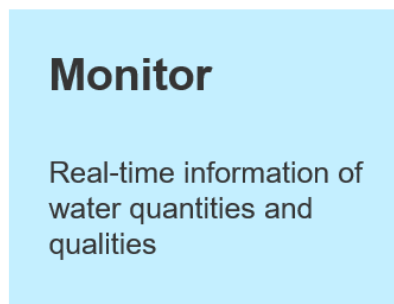 Monitor
Real-time information of
water quantities and
qualities